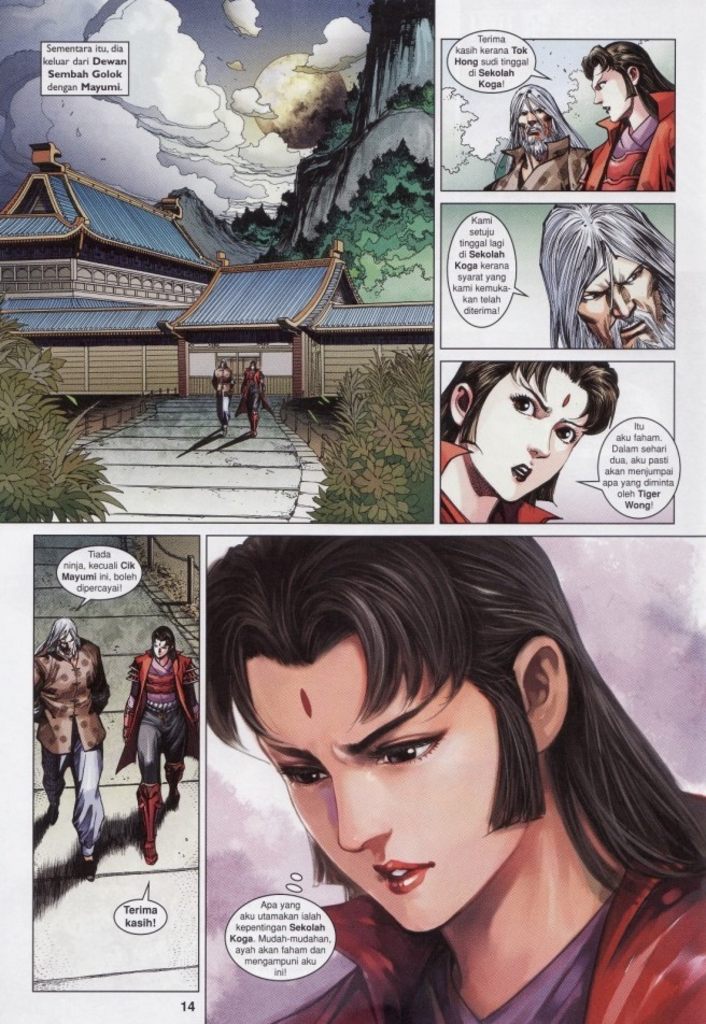 Sementara itu, dia
keluar dari Dewan
Sembah Golok
dengan Mayumi.
Terima
kasih kerana Tok
Hong sudi tinggal
di Sekolah
Koga!
Kami
setuju
tinggal lagi
di Sekolah
Koga kerana
syarat yang
kami kemuka-
kan telah
diterima!
Itu
aku faham.
Dalam sehari
dua, aku pasti
akan menjumpai
apa yang diminta
oleh Tiger
Wong!
Tiada
ninja, kecuali Cik
Mayumi ini, boleh
dipercayai!
Terima
kasih!
Apa yang
aku utamakan ialah
kepentingan Sekolah
Koga. Mudah-mudahan,
ayah akan faham dan
mengampuni aku
ini!
14